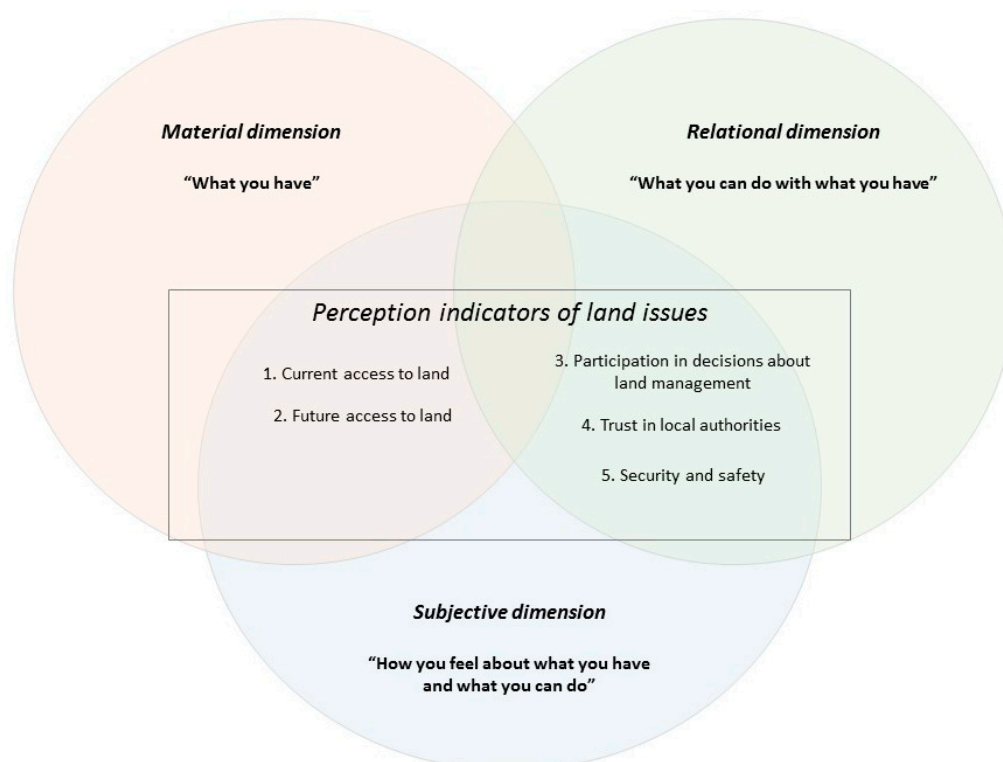 Material dimension
“What you have”
Relational dimension
“What you can do with what you have”
Perception indicators of land issues
1. Current access to land
2. Future access to land
3. Participation in decisions about
land management
4. Trust in local authorities
5. Security and safety
Subjective dimension
“How you feel about what you have
and what you can do”